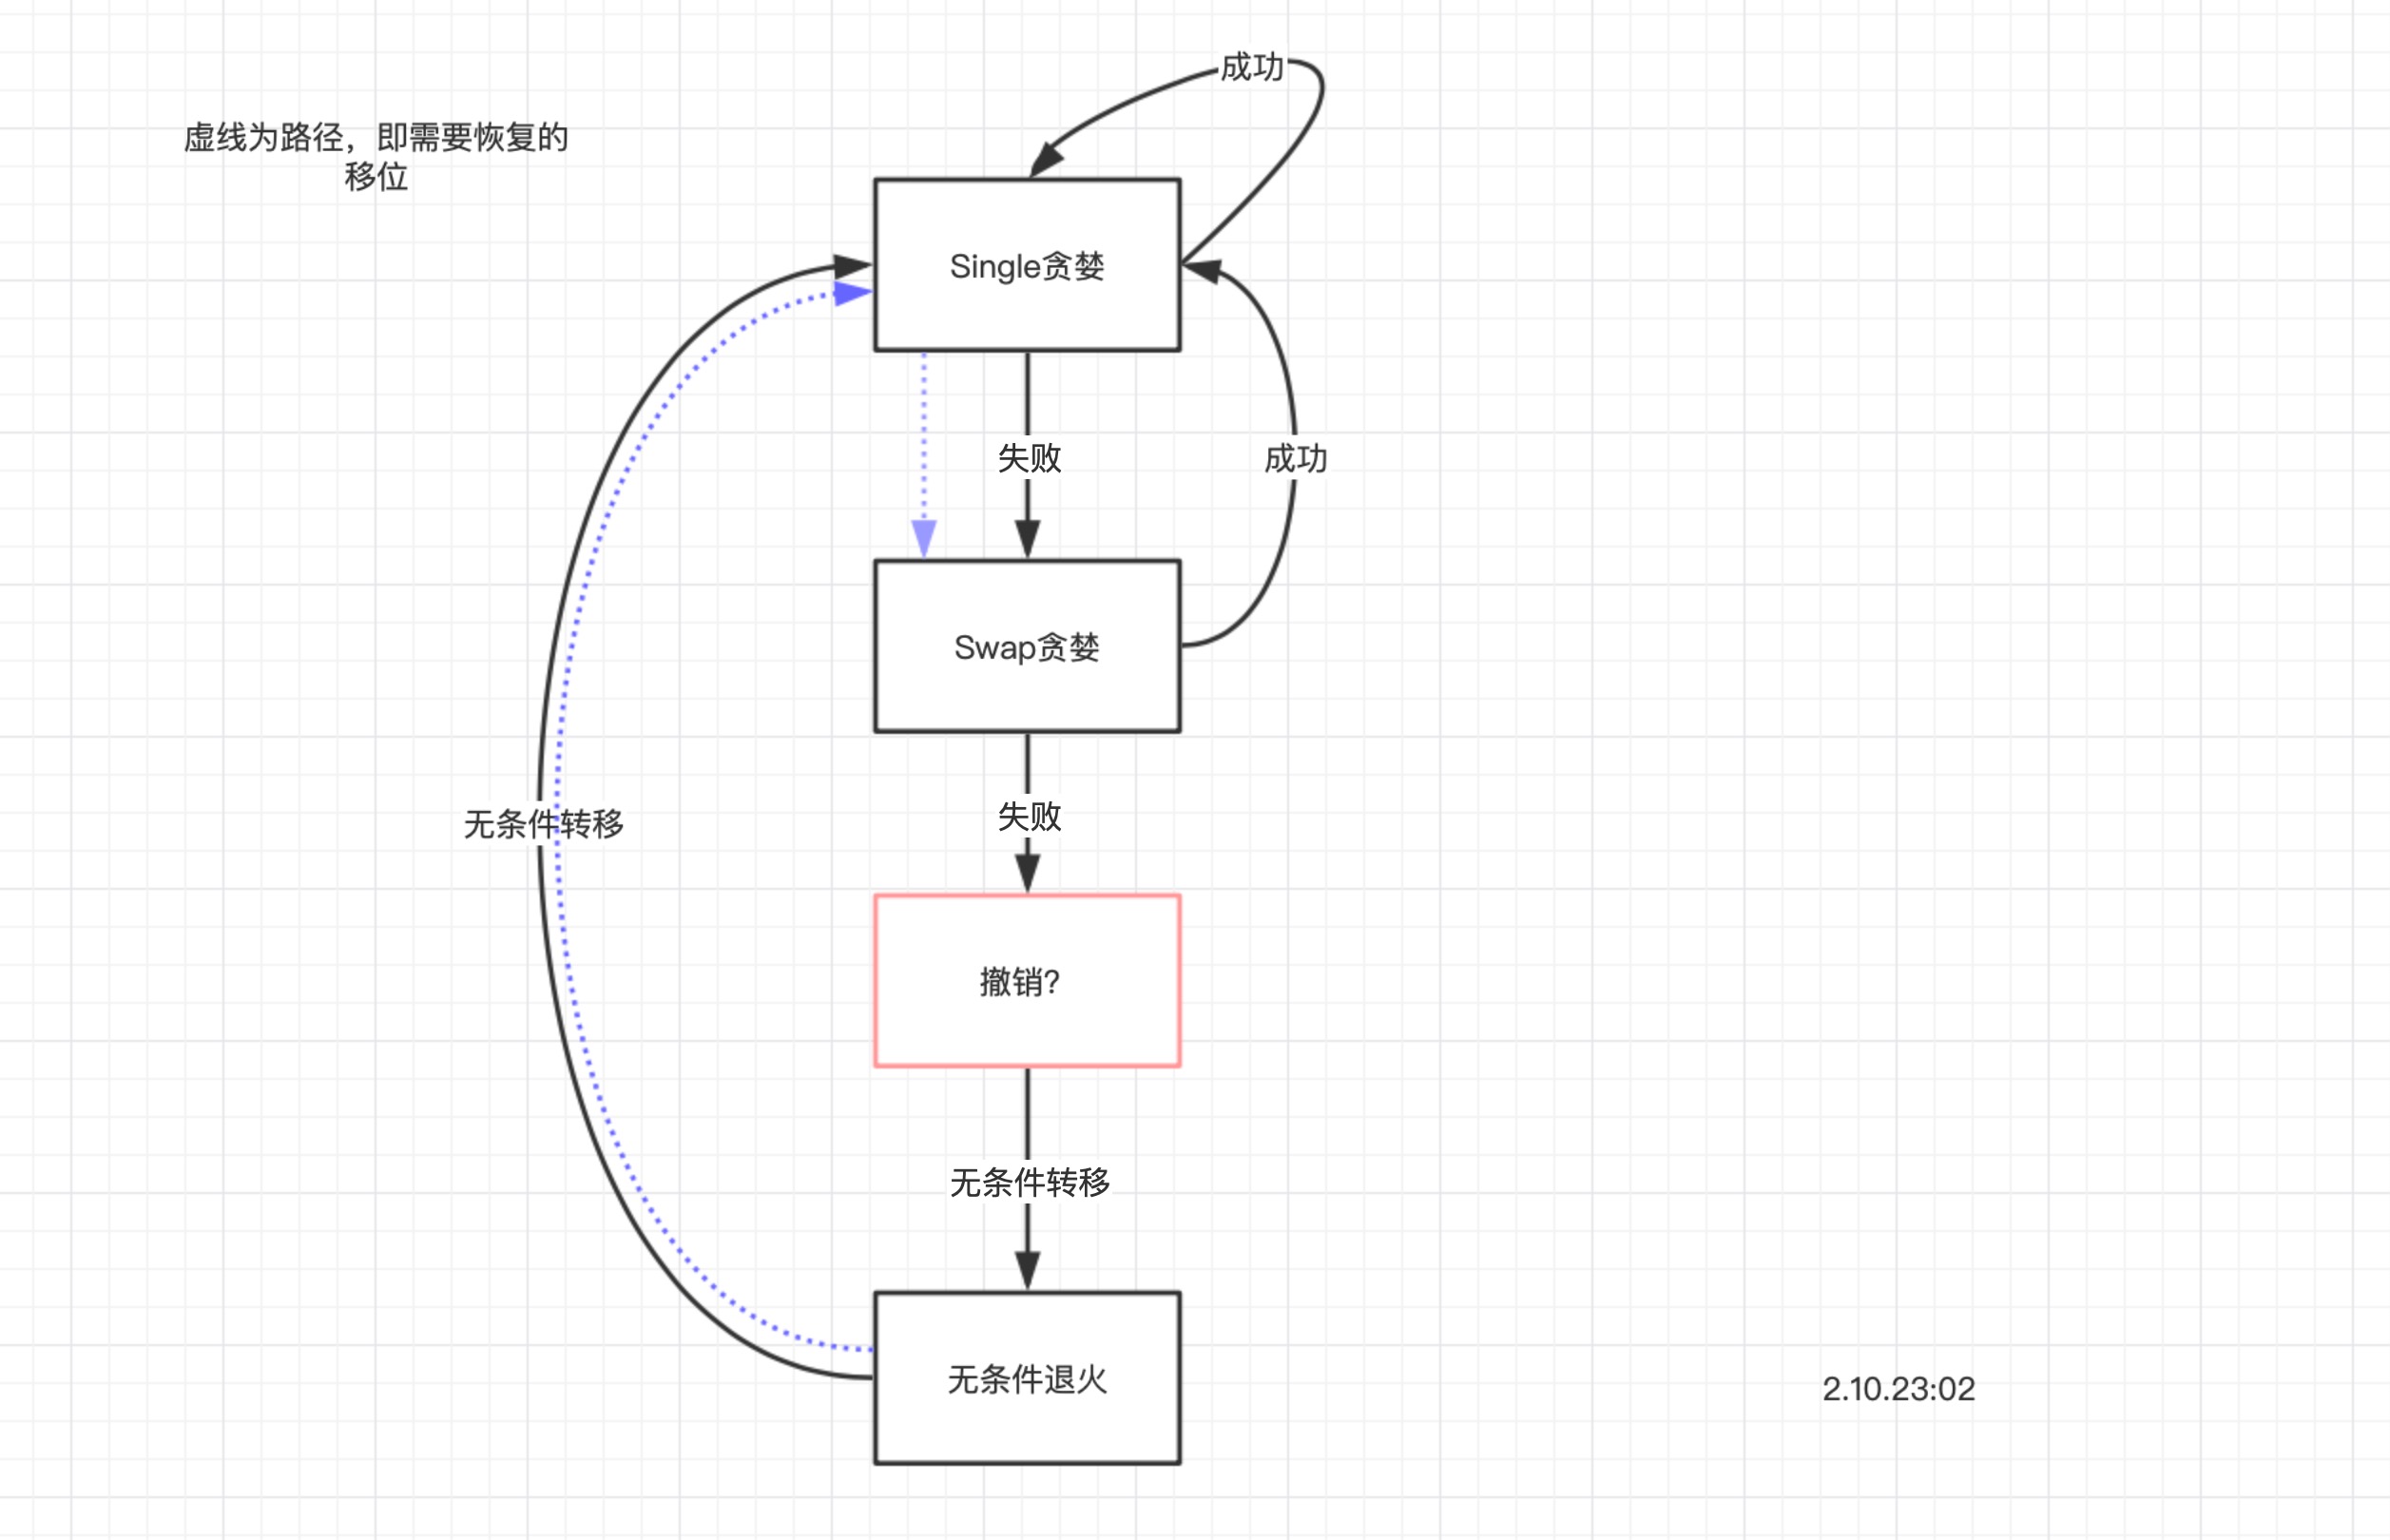 成功
虚线为路径，即需要恢复的
移位
Single贪婪
失败
成功
Swap贪婪
失败
无条件转移
撤销?
无条件转移
无条件退火
2.10.23:02